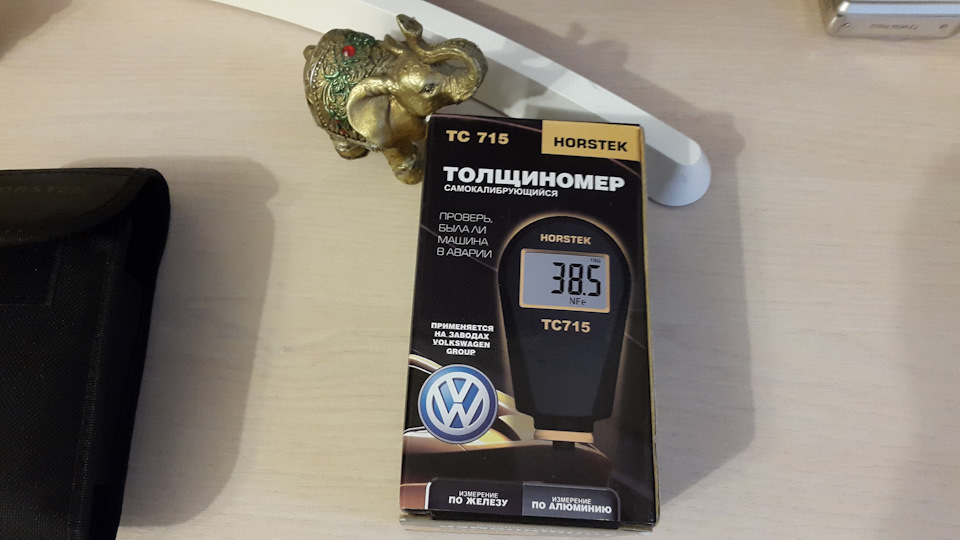 TC 715
HORSTEK
ТОЛЩИНОМЕР
САМОКАЛИБРУЮЩИЙСЯ
ПРОВЕРЬ,
БЫЛА ЛИ
МАШИНА
В АВАРИИ
HORSTEK
38.5
NFe
TC715
ПРИМЕНЯЕТСЯ
НА ЗАВОДАХ
VOLKSWAGEN
GROUP
ИЗМЕРЕНИЕ
ПО ЖЕЛЕЗУ
ИЗМЕРЕНИЕ
ПО АЛЮМИНИЮ